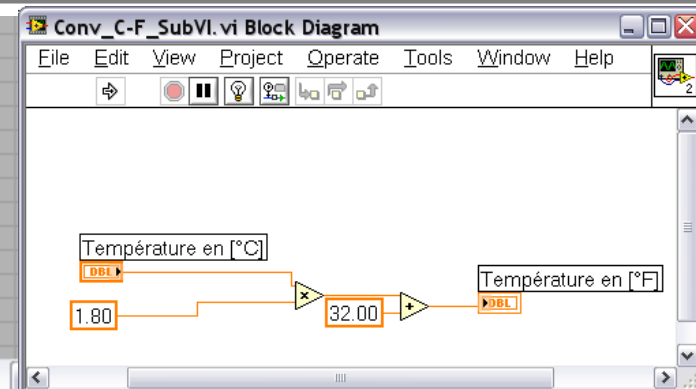 Conv_C-F_SubVI.vi Block Diagram
File Edit View Project Operate Tools Window Help
2
Température en [°C]
DBL
Température en [°F]
DBL
1.80
×
32.00
+